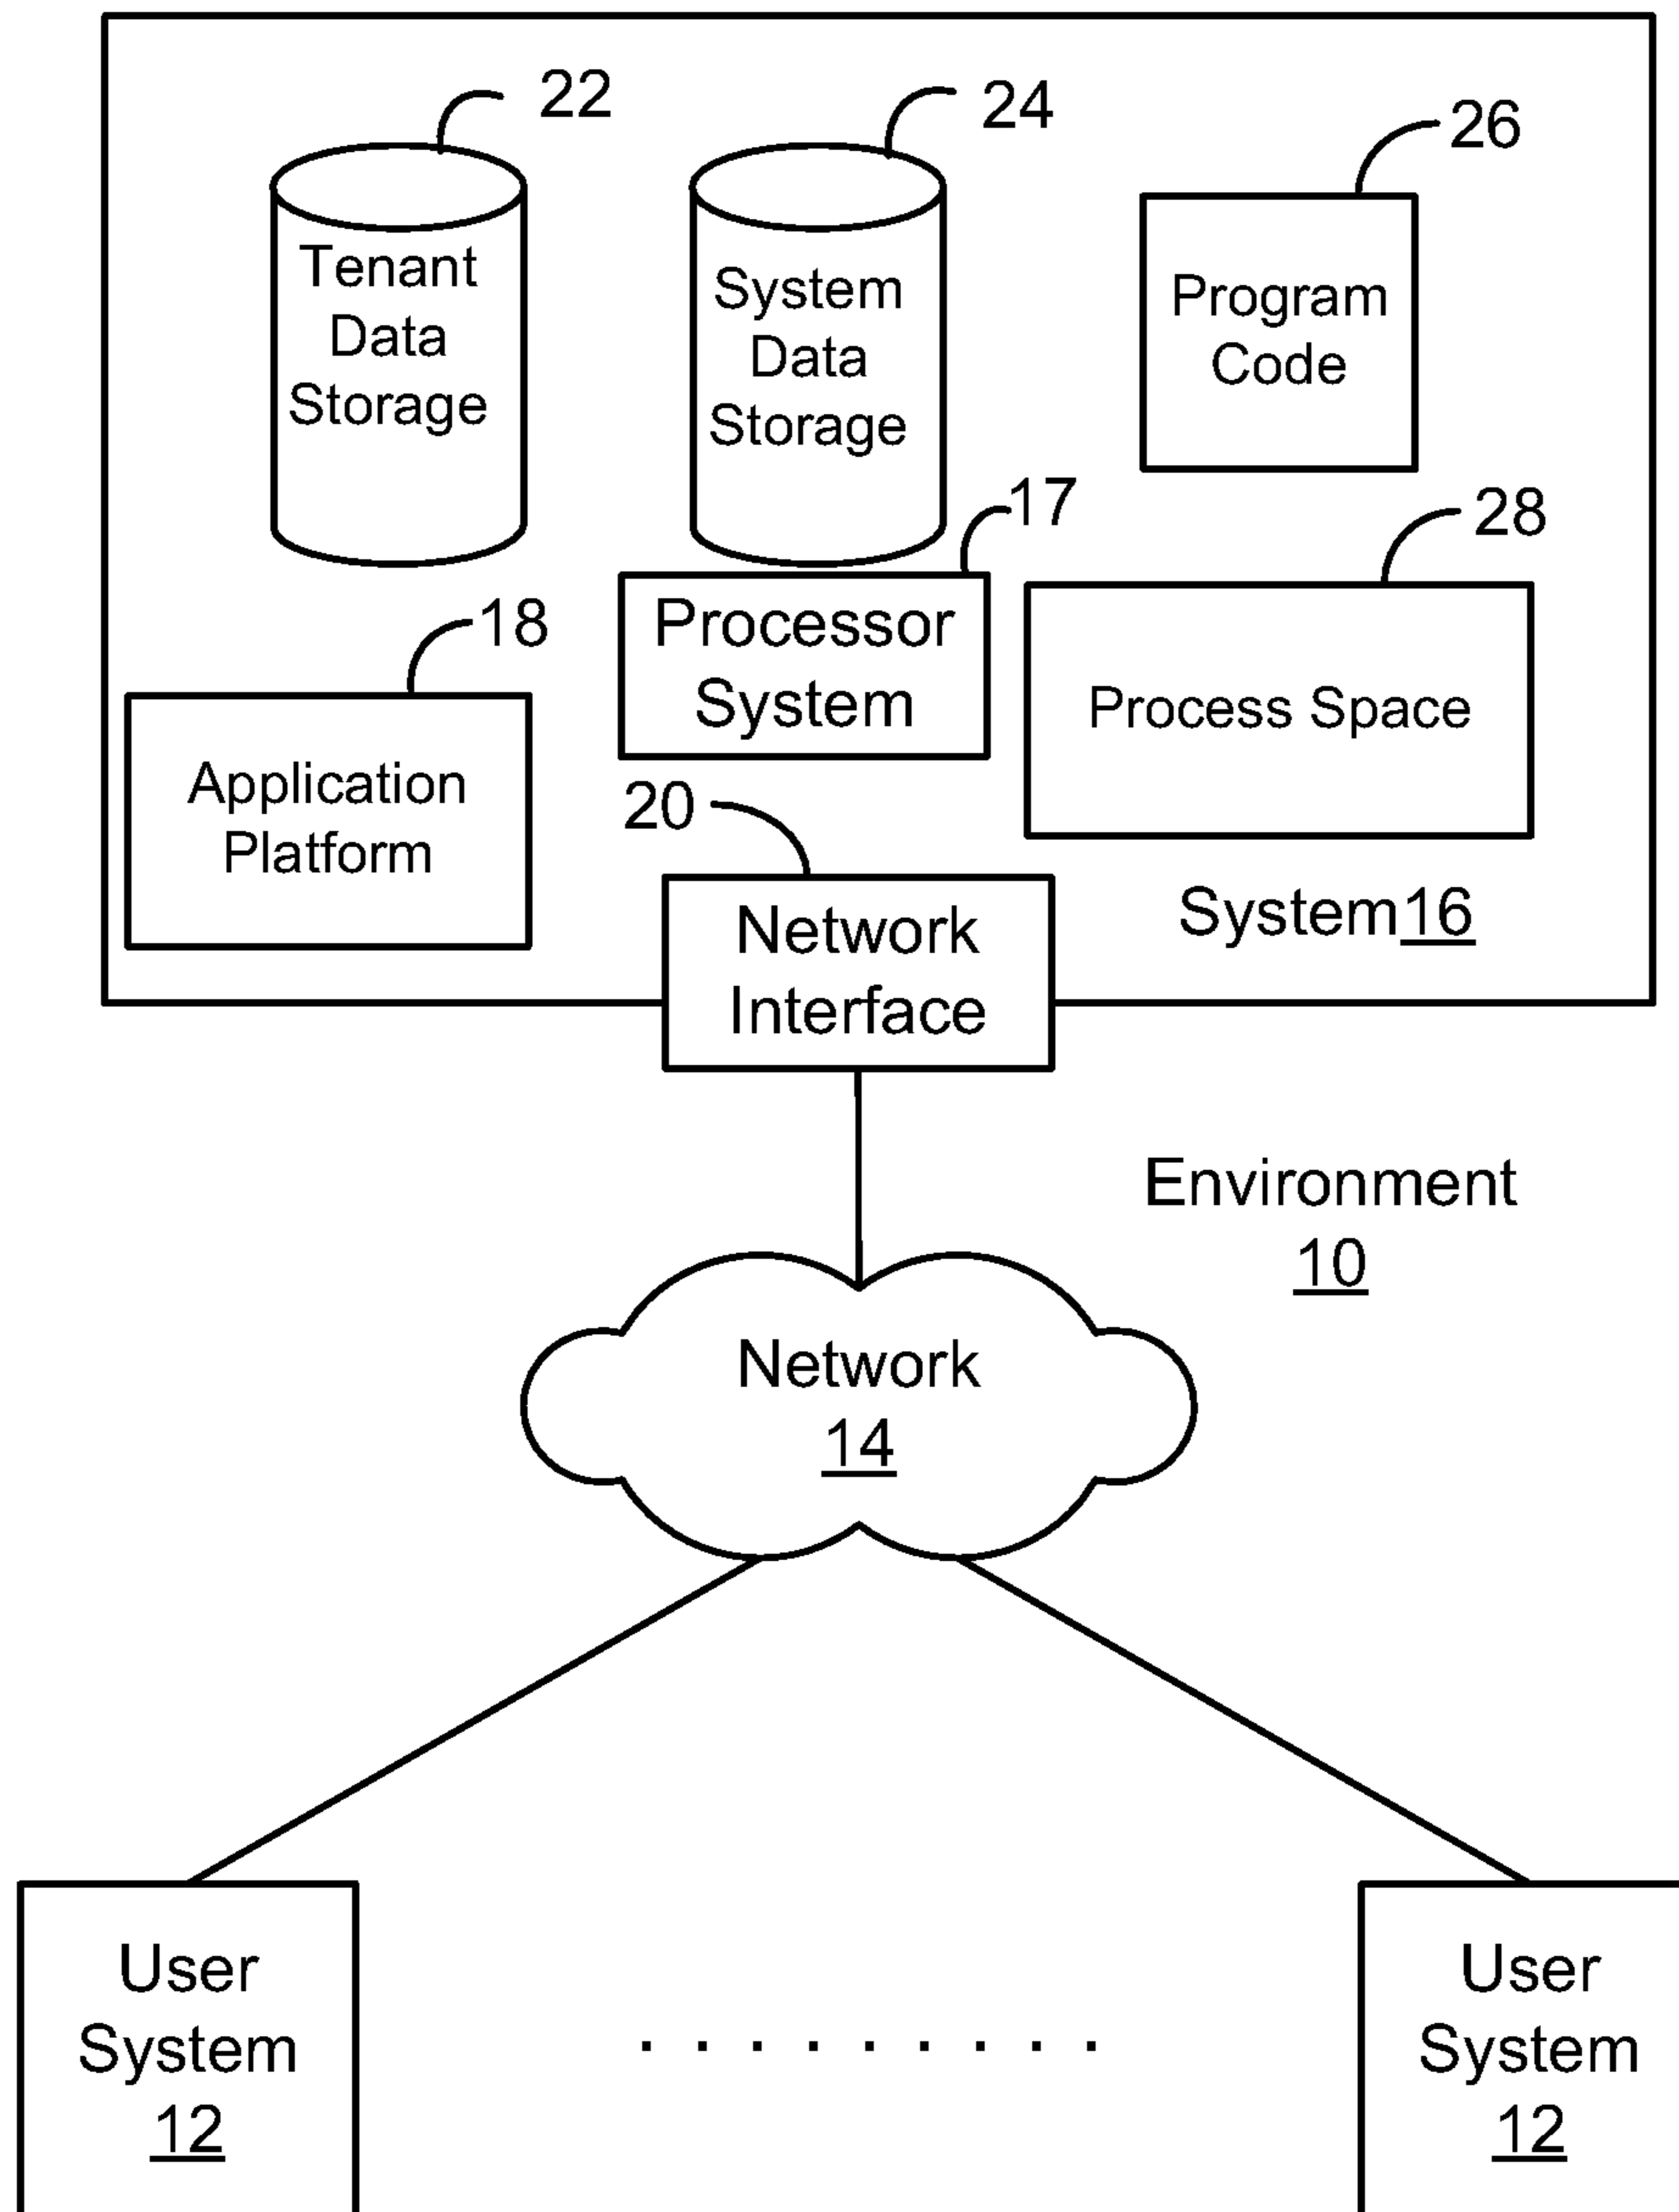 22
24
26
Tenant
Data
Storage
System
Data
Storage
Program
Code
17
28
18
Processor
System
Process Space
Application
Platform
20
Network
Interface
System16
Environment
10
Network
14
User
System
12
. . . . . . . . .
User
System
12